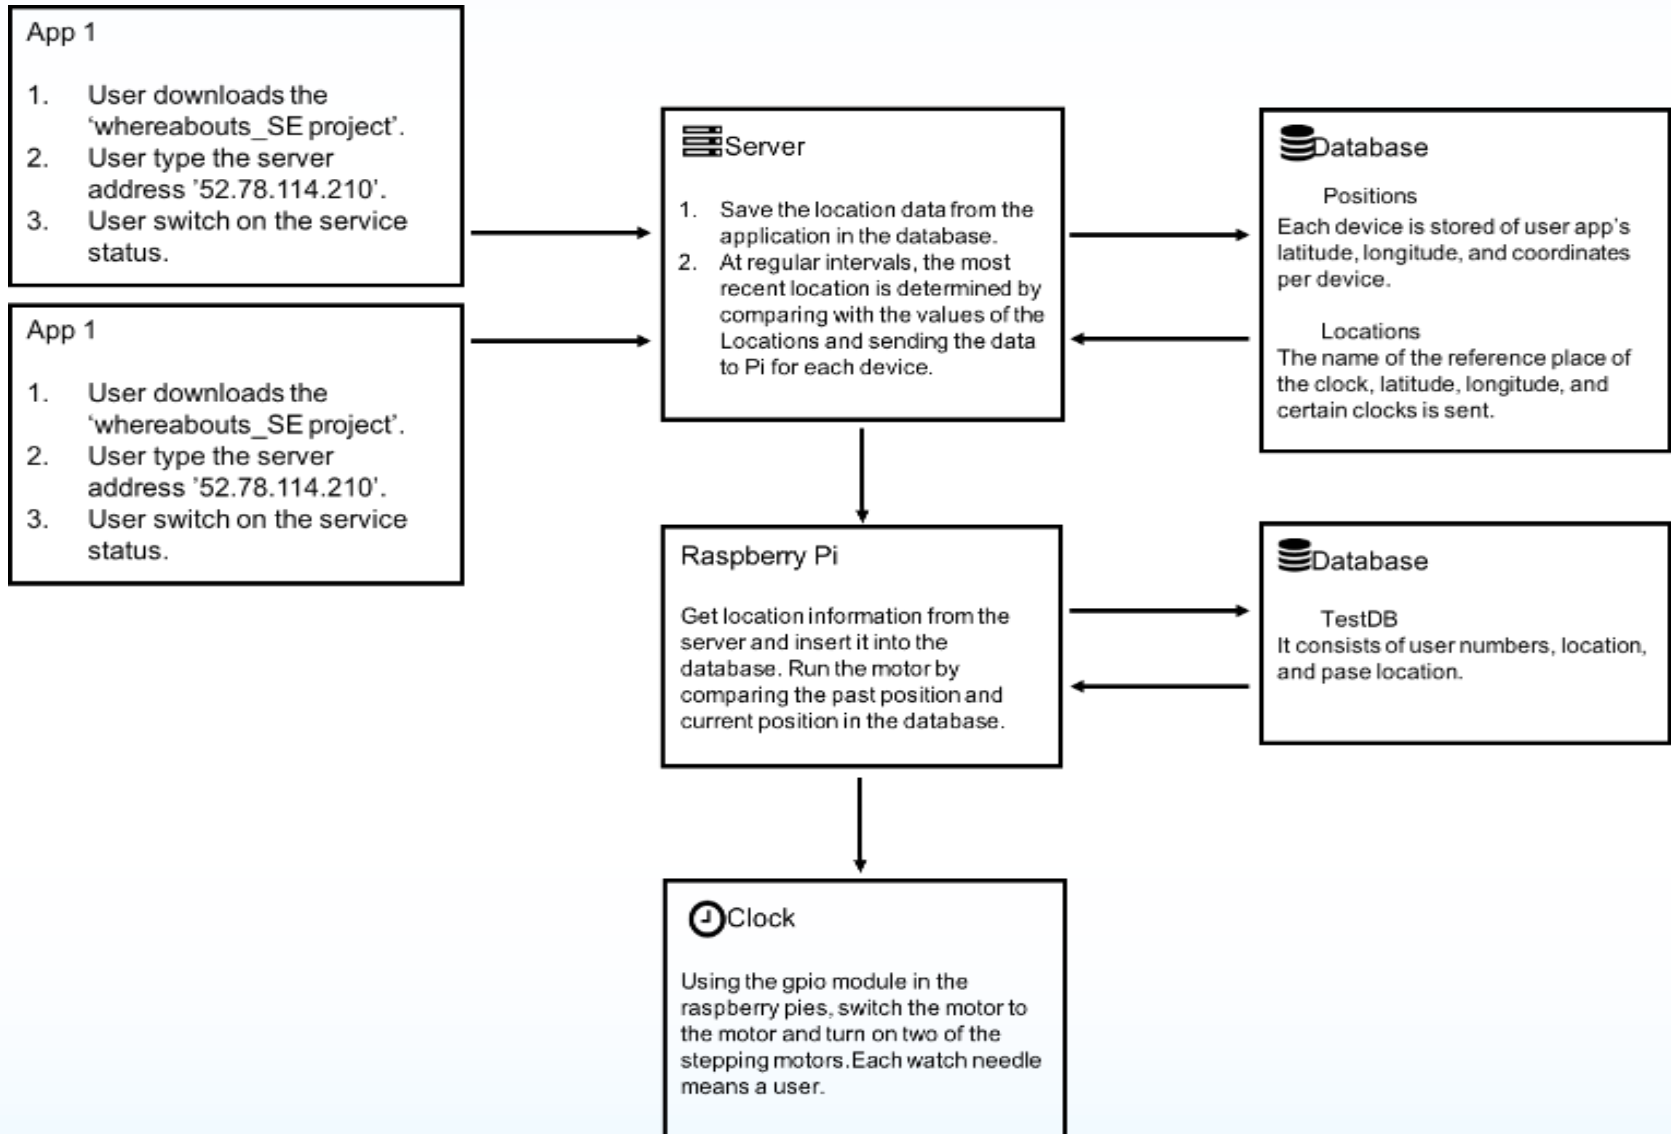 App 1
1. User downloads the
‘whereabouts_SE project’.
2. User type the server
address ’52.78.114.210’.
3. User switch on the service
status.
App 1
1. User downloads the
‘whereabouts_SE project’.
2. User type the server
address ’52.78.114.210’.
3. User switch on the service
status.
Server
1. Save the location data from the
application in the database.
2. At regular intervals, the most
recent location is determined by
comparing with the values of the
Locations and sending the data
to Pi for each device.
Database
Positions
Each device is stored of user app’s
latitude, longitude, and coordinates
per device.
Locations
The name of the reference place of
the clock, latitude, longitude, and
certain clocks is sent.
Raspberry Pi
Get location information from the
server and insert it into the
database. Run the motor by
comparing the past position and
current position in the database.
Database
TestDB
It consists of user numbers, location,
and pase location.
Clock
Using the gpio module in the
raspberry pies, switch the motor to
the motor and turn on two of the
stepping motors.Each watch needle
means a user.